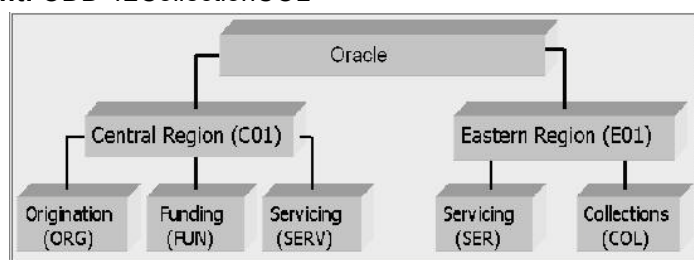 Oracle
Central Region (C01)
Eastern Region (E01)
Origination
(ORG)
Funding
(FUN)
Servicing
(SERV)
Servicing
(SER)
Collections
(COL)